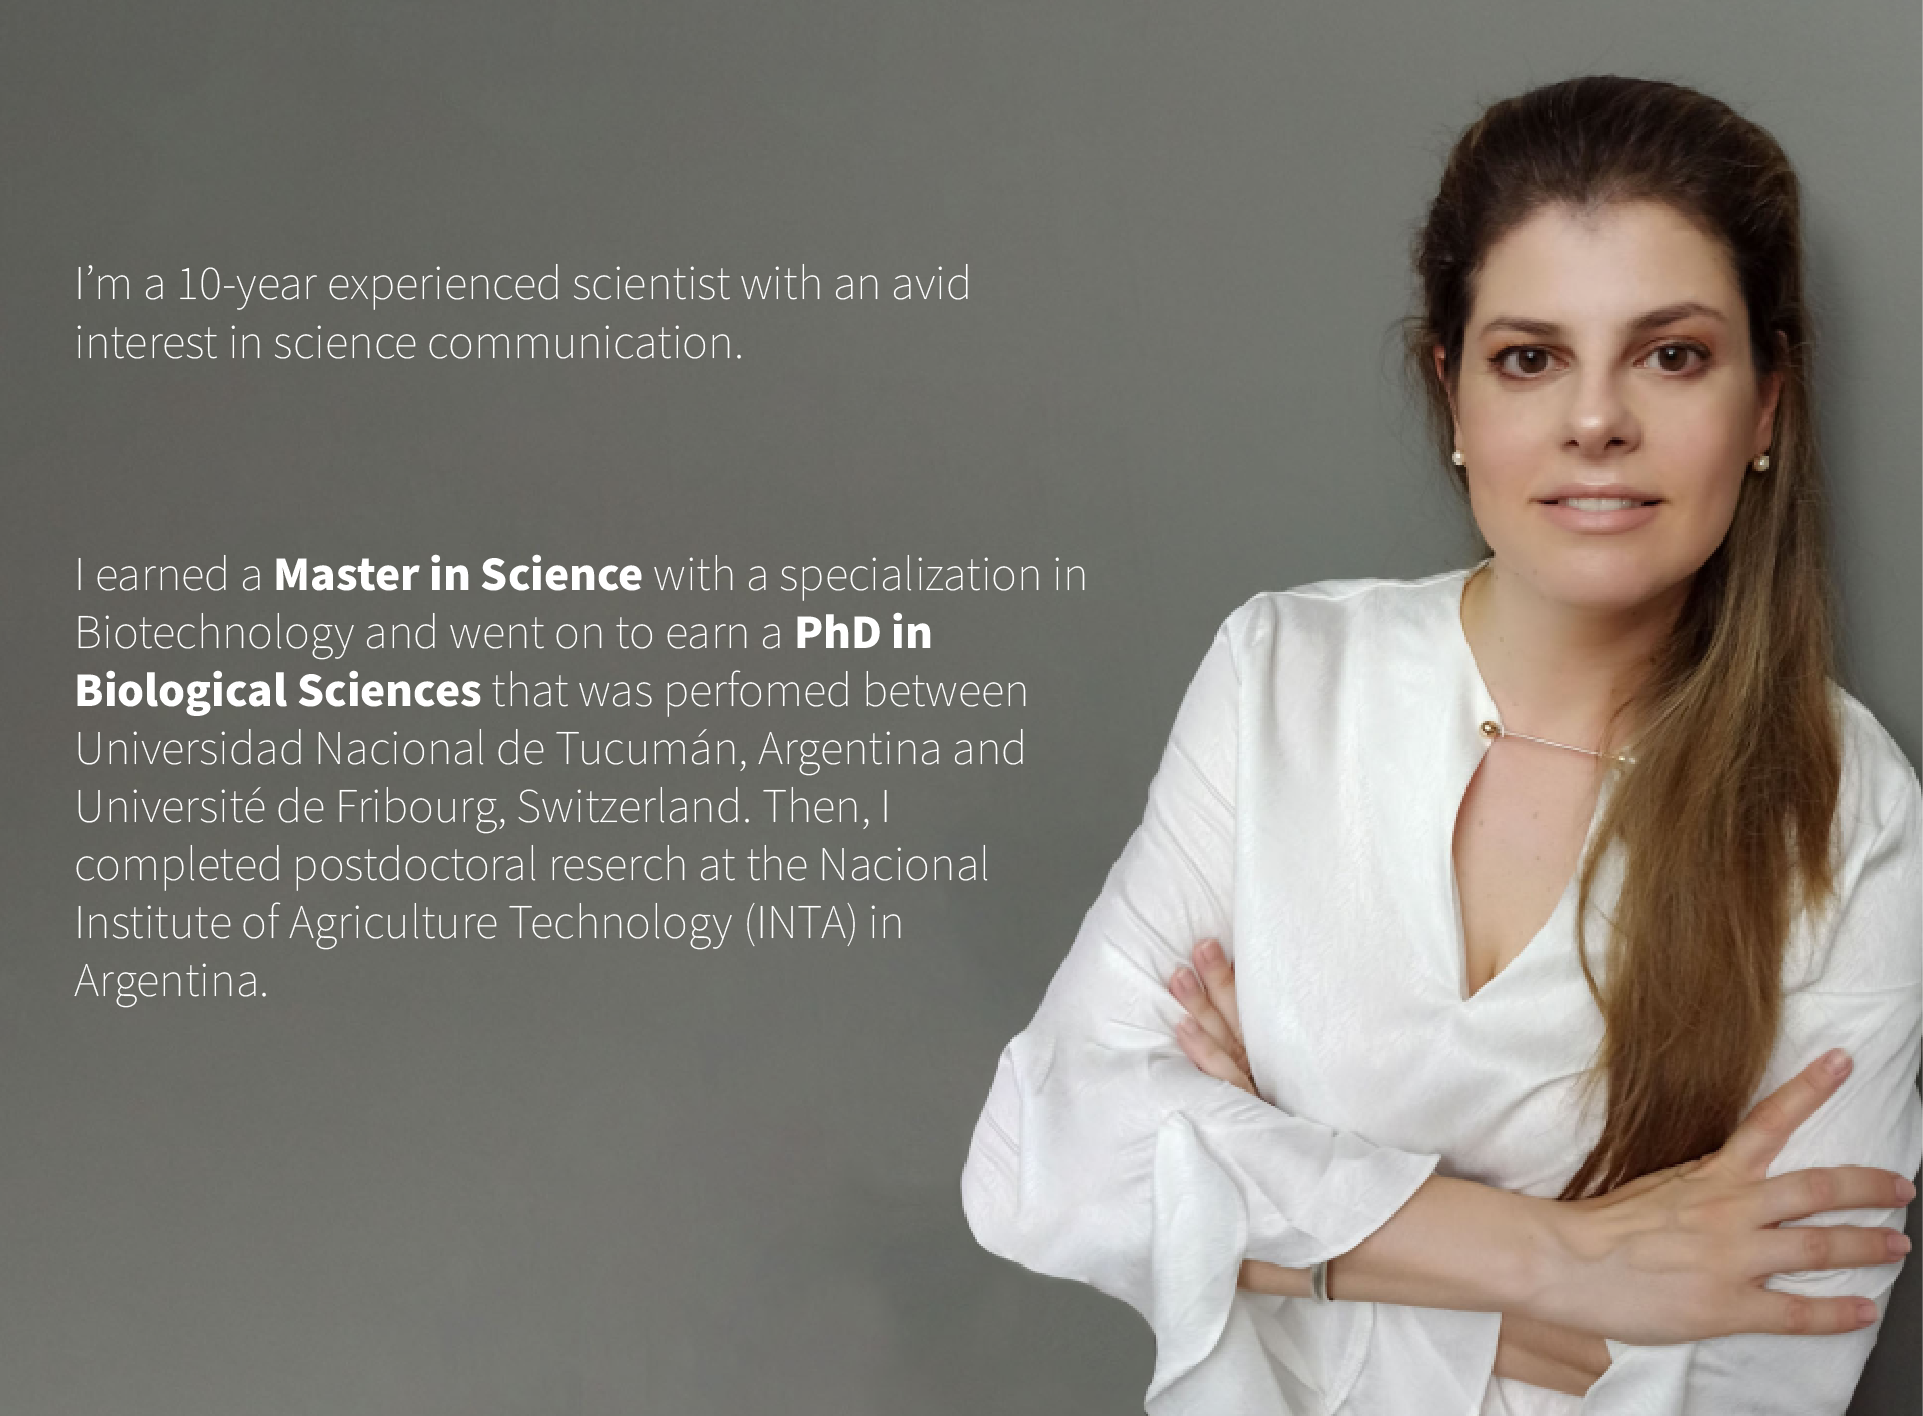 I’m a 10-year experienced scientist with an avid
interest in science communication.
I earned a Master in Science with a specialization in
Biotechnology and went on to earn a PhD in
Biological Sciences that was perfomed between
Universidad Nacional de Tucumán, Argentina and
Université de Fribourg, Switzerland. Then, I
completed postdoctoral reserch at the Nacional
Institute of Agriculture Technology (INTA) in
Argentina.